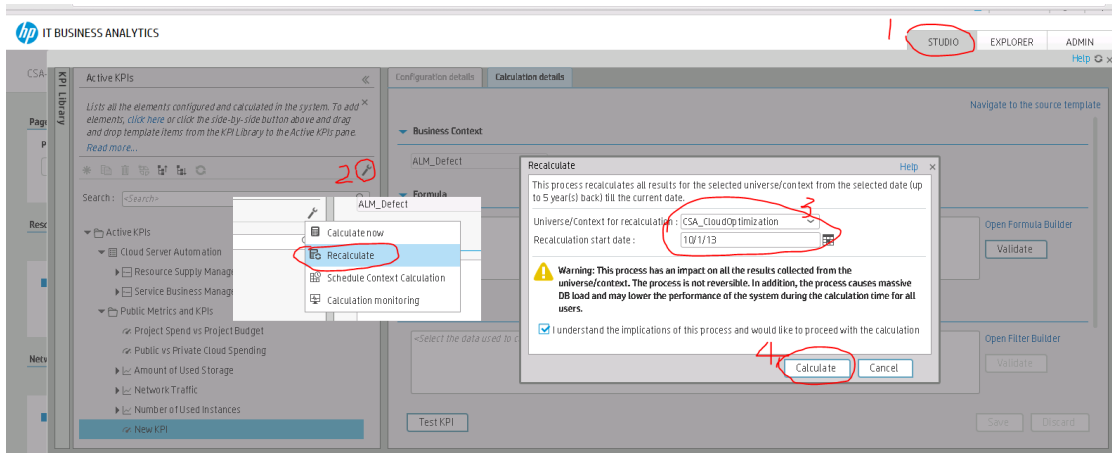 hp IT BUSINESS ANALYTICS
1
STUDIO EXPLORER ADMIN
Help
CSA-
KPI Library
Active KPIs
Lists all the elements configured and calculated in the system. To add
elements, click here or click the side-by-side button above and drag
and drop template items from the KPI Library to the Active KPIs pane.
Read more...
2
Search : <Search>
Active KPIs
Cloud Server Automation
Resource Supply Manage
Service Business Manage
Public Metrics and KPIs
Project Spend vs Project Budget
Public vs Private Cloud Spending
Amount of Used Storage
Network Traffic
Number of Used Instances
New KPI
Page
P
Reso
Netw
Configuration details Calculation details
Navigate to the source template
Business Context
ALM_Defect
Formula
Open Formula Builder
Validate
<Select the data used to c
Open Filter Builder
Validate
Test KPI
Save Discard
ALM_Defect
Calculate now
Recalculate
Schedule Context Calculation
Calculation monitoring
Recalculate Help
This process recalculates all results for the selected universe/context from the selected date (up
to 5 year(s) back) till the current date.
3
Universe/Context for recalculation : CSA_CloudOptimization
Recalculation start date : 10/1/13
Warning: This process has an impact on all the results collected from the
universe/context. The process is not reversible. In addition, the process causes massive
DB load and may lower the performance of the system during the calculation time for all
users.
I understand the implications of this process and would like to proceed with the calculation
4
Calculate Cancel